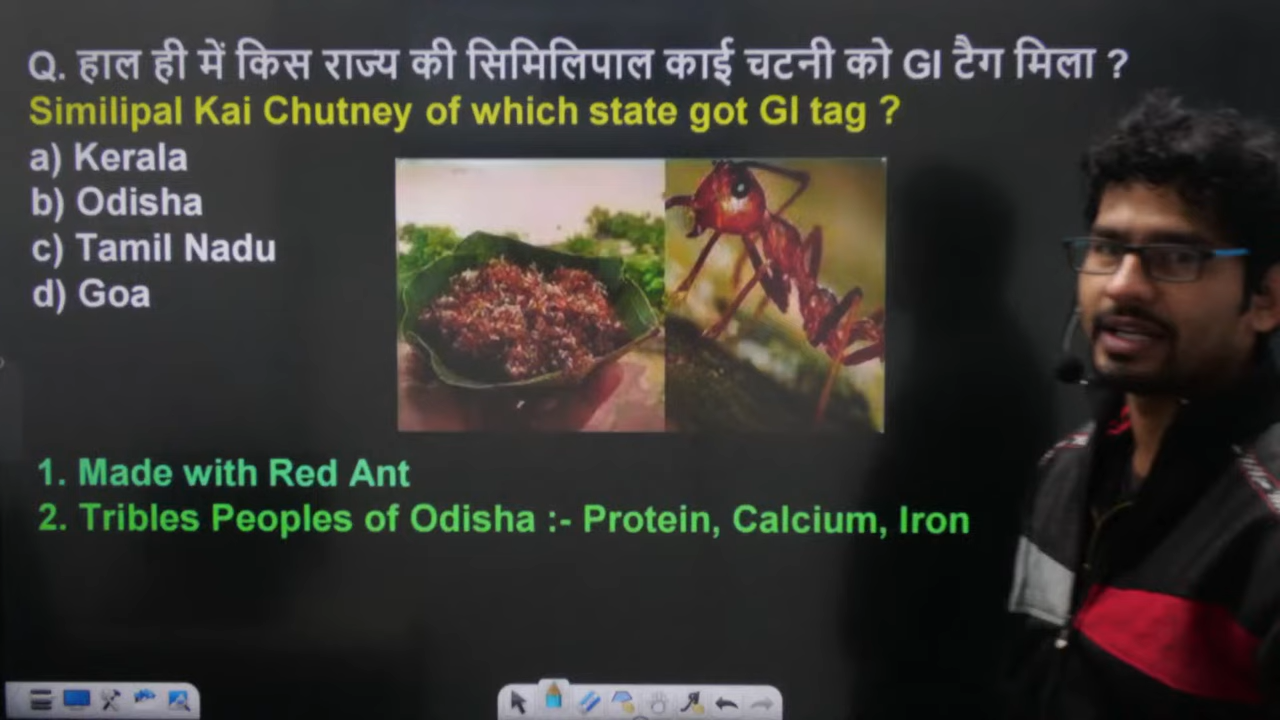 Q. हाल ही में किस राज्य की सिमिलिपाल काई चटनी को GI टैग मिला ?
Similipal Kai Chutney of which state got GI tag ?
a) Kerala
b) Odisha
c) Tamil Nadu
d) Goa
1. Made with Red Ant
2. Tribles Peoples of Odisha :- Protein, Calcium, Iron